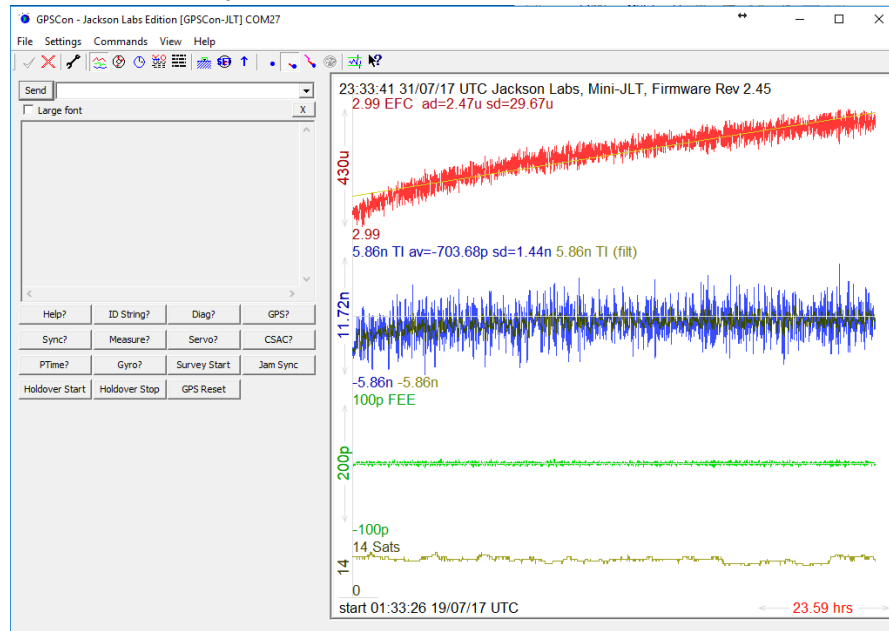 GPSCon - Jackson Labs Edition [GPSCon-JLT] COM27
File Settings Commands View Help
Send
Large font X
Help? ID String? Diag? GPS?
Sync? Measure? Servo? CSAC?
PTime? Gyro? Survey Start Jam Sync
Holdover Start Holdover Stop GPS Reset
23:33:41 31/07/17 UTC Jackson Labs, Mini-JLT, Firmware Rev 2.45
2.99 EFC ad=2.47u sd=29.67u
430u
2.99
5.86n TI av=-703.68p sd=1.44n 5.86n TI (filt)
11.72n
-5.86n -5.86n
100p FEE
200p
-100p
14 Sats
14
0
start 01:33:26 19/07/17 UTC
23.59 hrs